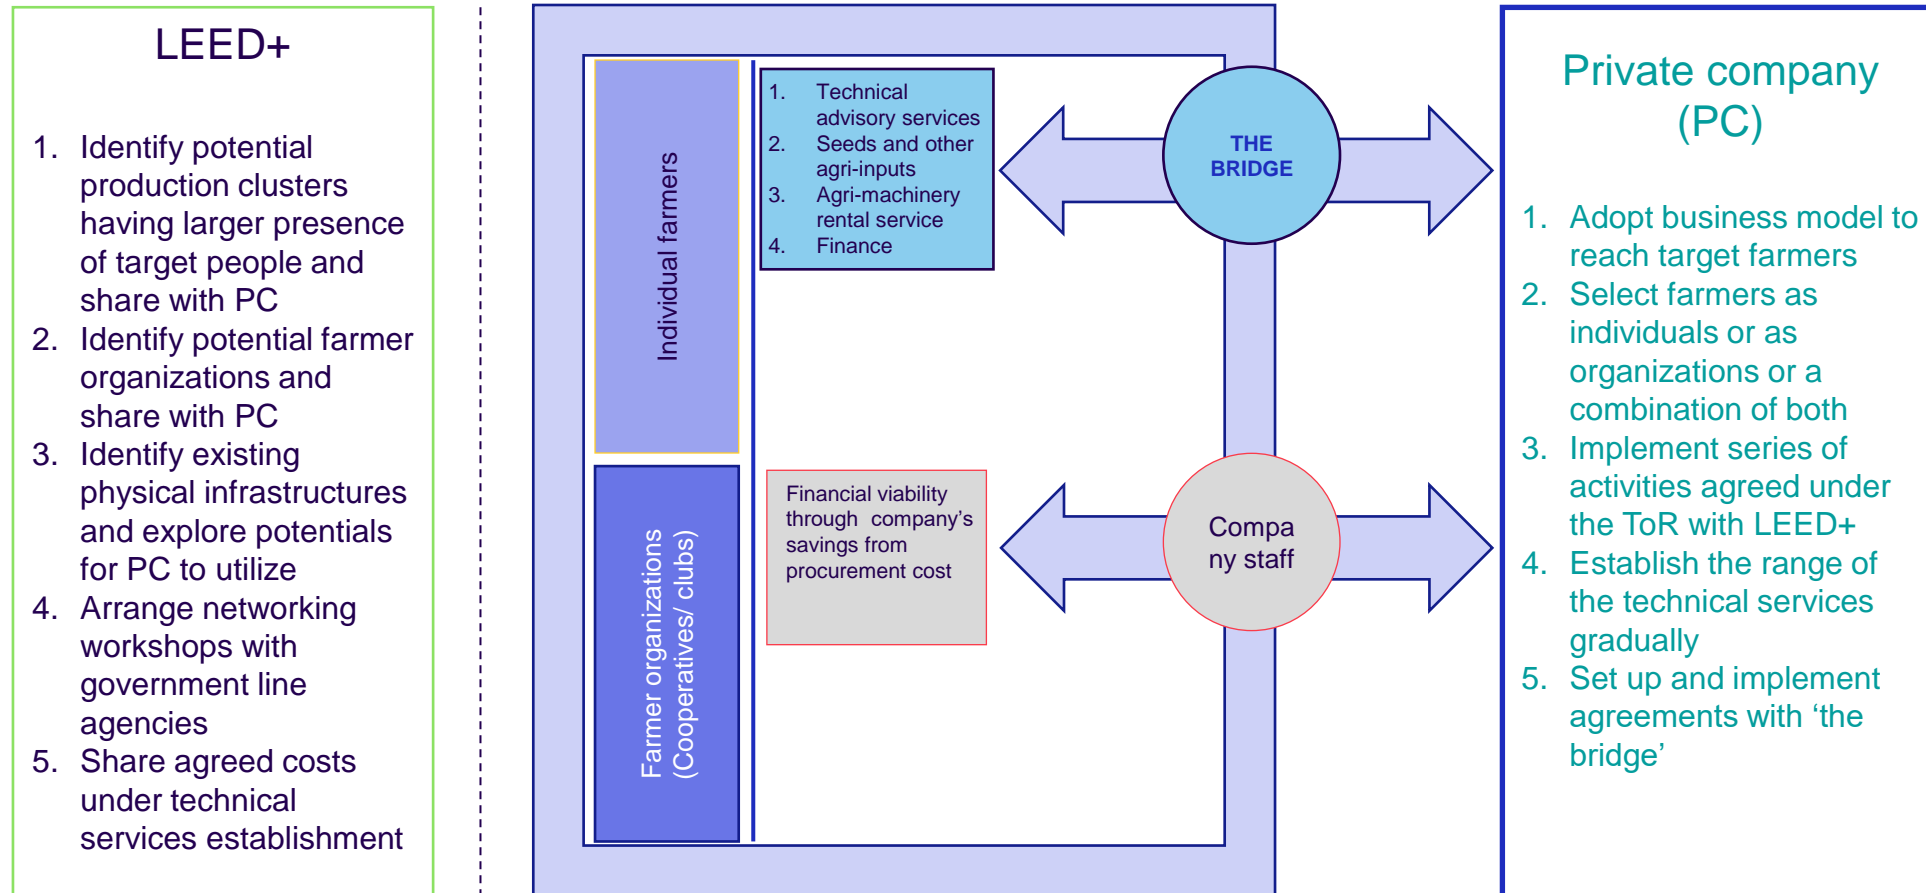 LEED+
1. Identify potential
production clusters
having larger presence
of target people and
share with PC
2. Identify potential farmer
organizations and
share with PC
3. Identify existing
physical infrastructures
and explore potentials
for PC to utilize
4. Arrange networking
workshops with
government line
agencies
5. Share agreed costs
under technical
services establishment
Individual farmers
Farmer organizations
(Cooperatives/ clubs)
1. Technical
advisory services
2. Seeds and other
agri-inputs
3. Agri-machinery
rental service
4. Finance
Financial viability
through company’s
savings from
procurement cost
THE
BRIDGE
Compa
ny staff
Private company
(PC)
1. Adopt business model to
reach target farmers
2. Select farmers as
individuals or as
organizations or a
combination of both
3. Implement series of
activities agreed under
the ToR with LEED+
4. Establish the range of
the technical services
gradually
5. Set up and implement
agreements with ‘the
bridge’